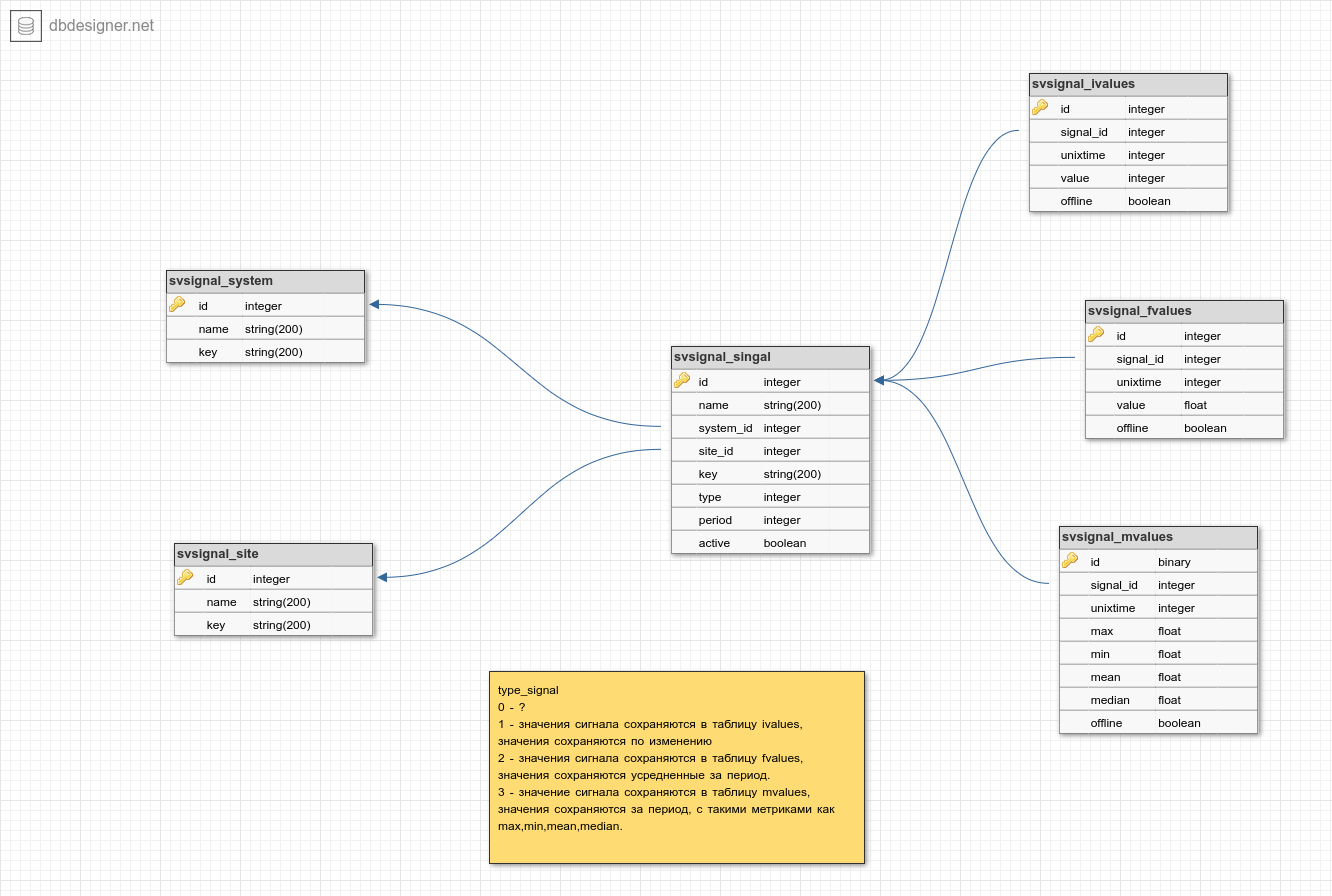 dbdesigner.net
svsignal_ivalues
id integer
signal_id integer
unixtime integer
value integer
offline boolean
svsignal_system
id integer
name string(200)
key string(200)
svsignal_fvalues
id integer
signal_id integer
unixtime integer
value float
offline boolean
svsignal_singal
id integer
name string(200)
system_id integer
site_id integer
key string(200)
type integer
period integer
active boolean
svsignal_site
id integer
name string(200)
key string(200)
svsignal_mvalues
id binary
signal_id integer
unixtime integer
max float
min float
mean float
median float
offline boolean
type_signal
0 - ?
1 - значения сигнала сохраняются в таблицу ivalues,
значения сохраняются по изменению
2 - значения сигнала сохраняются в таблицу fvalues,
значения сохраняются усредненные за период.
3 - значение сигнала сохраняются в таблицу mvalues,
значения сохраняются за период, с такими метриками как
max,min,mean,median.